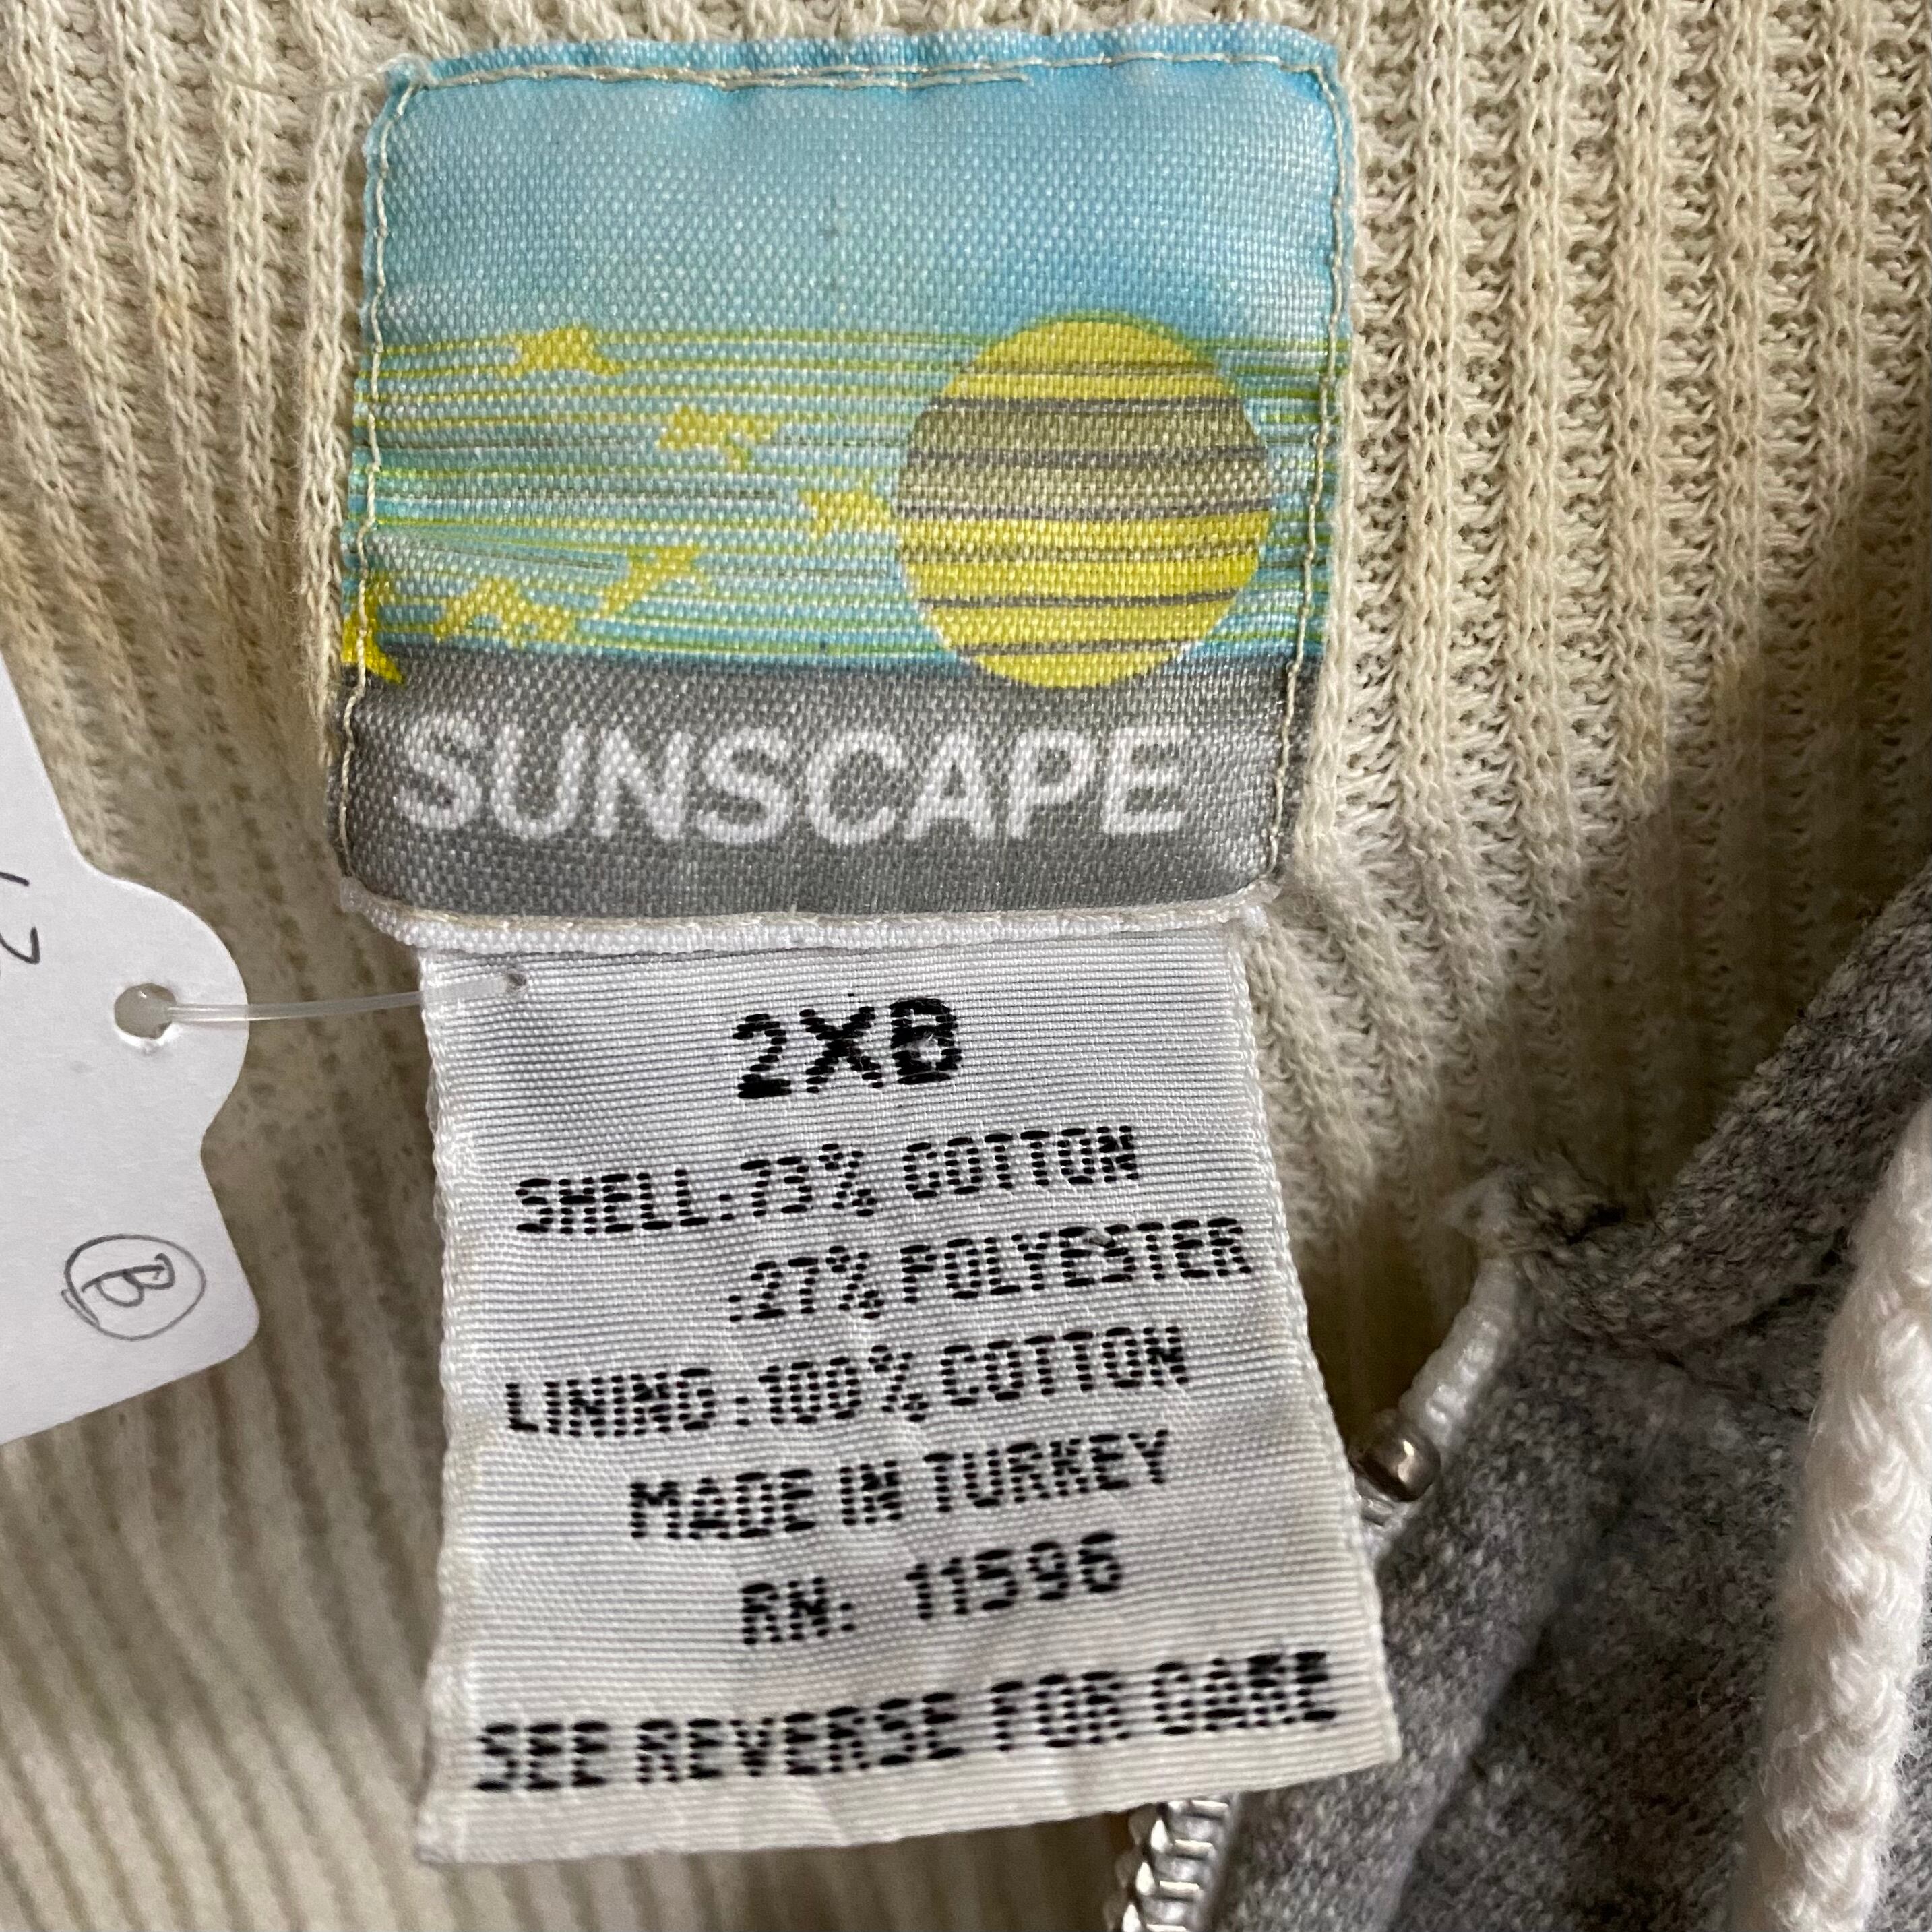 SUNSCAPE
2XB
SHELL:73% COTTON
:27% POLYESTER
LINING:100% COTTON
MADE IN TURKEY
RN: 11596
SEE REVERSE FOR CARE
B